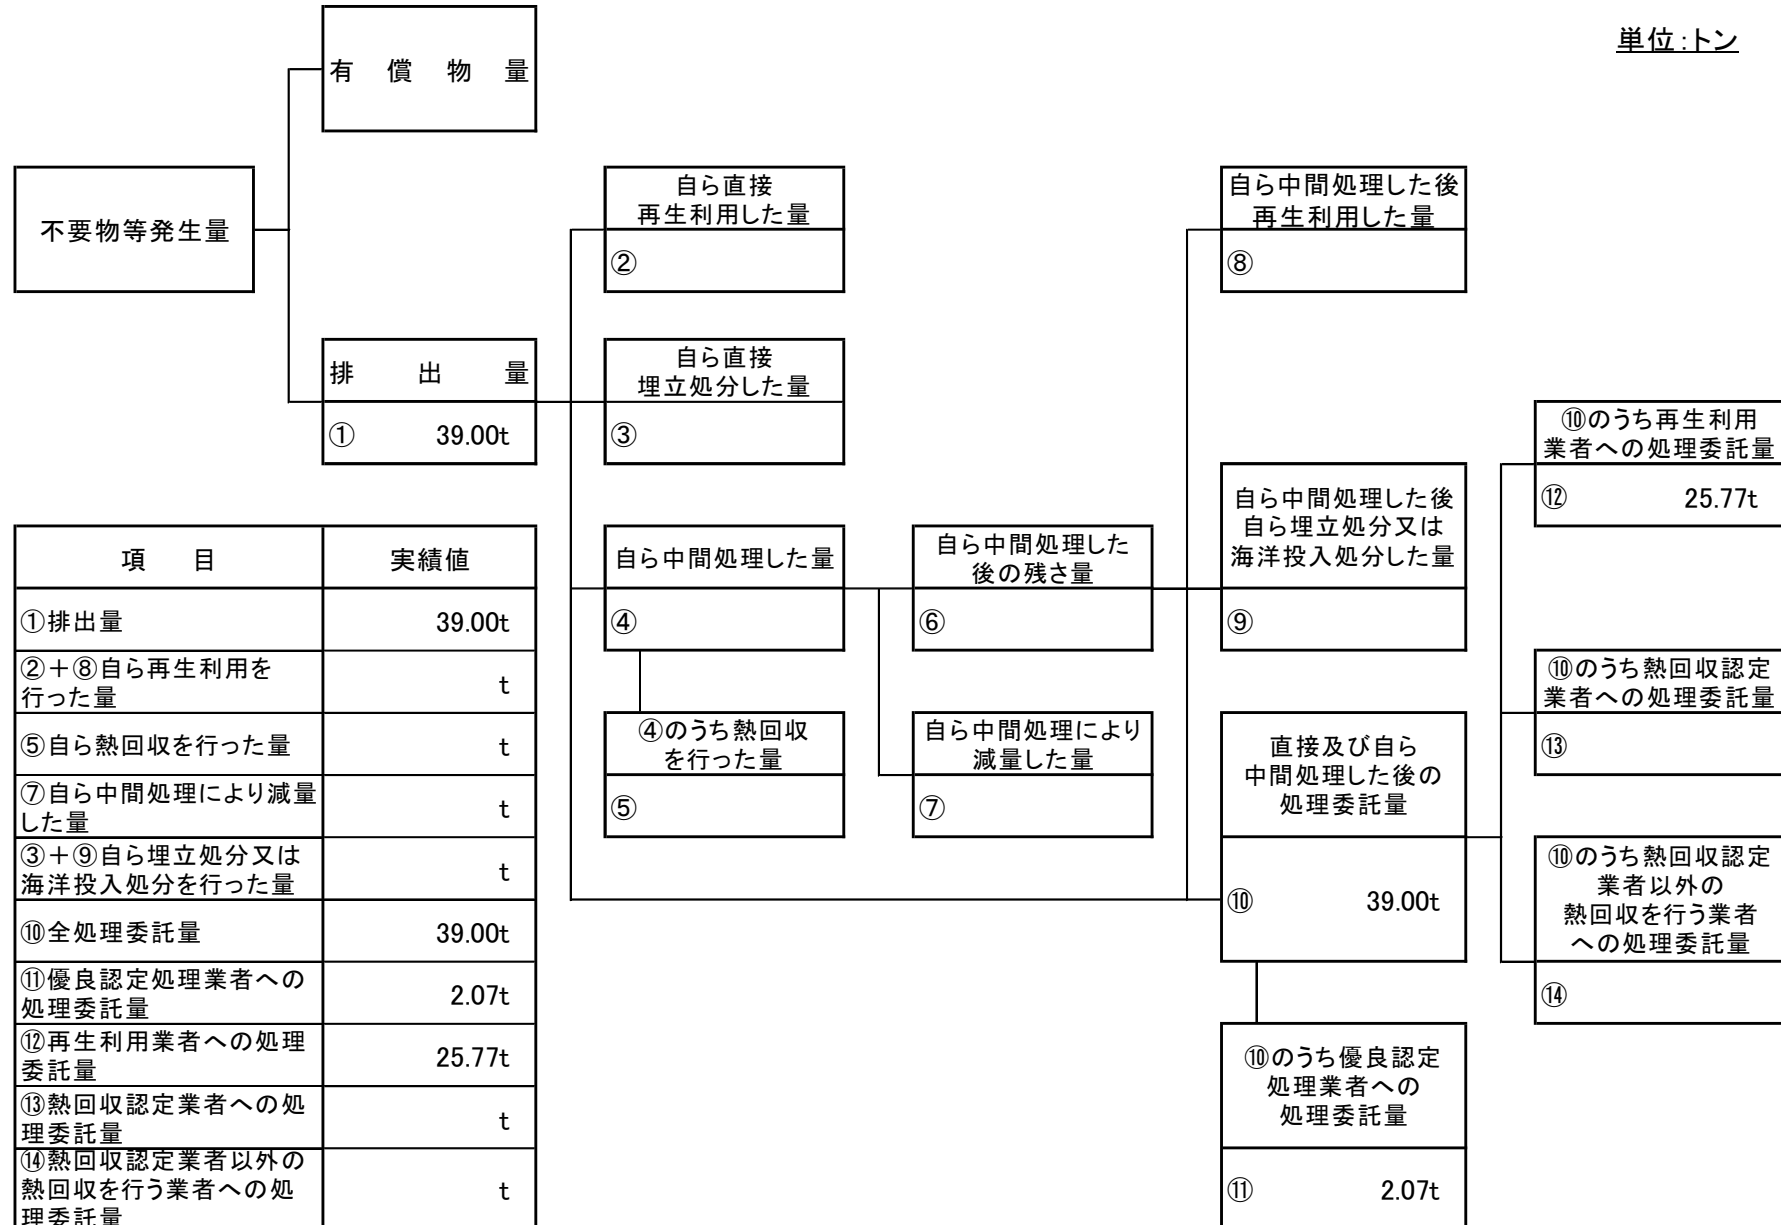 単位：トン
有　償　物　量
不要物等発生量
自ら直接
再生利用した量
②
自ら中間処理した後
再生利用した量
⑧
排　出　量
①　39.00t
自ら直接
埋立処分した量
③
⑩のうち再生利用
業者への処理委託量
⑫　25.77t
自ら中間処理した量
④
自ら中間処理した
後の残さ量
⑥
自ら中間処理した後
自ら埋立処分又は
海洋投入処分した量
⑨
⑩のうち熱回収認定
業者への処理委託量
⑬
④のうち熱回収
を行った量
⑤
自ら中間処理により
減量した量
⑦
直接及び自ら
中間処理した後の
処理委託量
⑩　39.00t
⑩のうち熱回収認定
業者以外の
熱回収を行う業者
への処理委託量
⑭
⑩のうち優良認定
処理業者への
処理委託量
⑪　2.07t
項　目　実績値
①排出量　39.00t
②＋⑧自ら再生利用を
行った量　t
⑤自ら熱回収を行った量　t
⑦自ら中間処理により減量
した量　t
③＋⑨自ら埋立処分又は
海洋投入処分を行った量　t
⑩全処理委託量　39.00t
⑪優良認定処理業者への
処理委託量　2.07t
⑫再生利用業者への処理
委託量　25.77t
⑬熱回収認定業者への処
理委託量　t
⑭熱回収認定業者以外の
熱回収を行う業者への処
理委託量　t